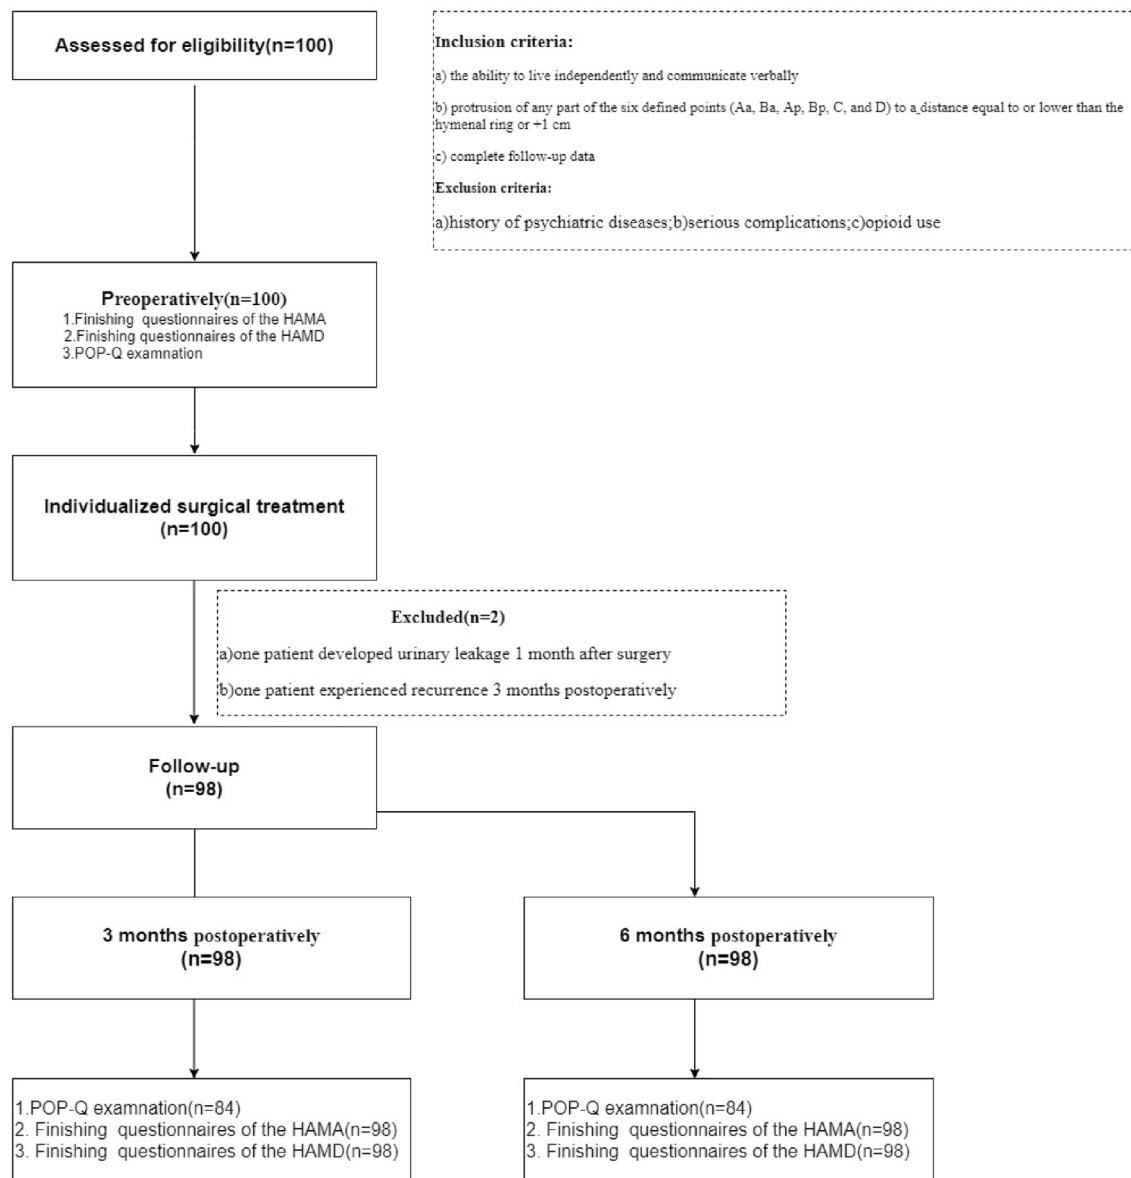 Assessed for eligibility(n=100)
Inclusion criteria:
a) the ability to live independently and communicate verbally
b) protrusion of any part of the six defined points (Aa, Ba, Ap, Bp, C, and D) to a distance equal to or lower than the
hymenal ring or +1 cm
c) complete follow-up data
Exclusion criteria:
a)history of psychiatric diseases;b)serious complications;c)opioid use
Preoperatively(n=100)
1.Finishing questionnaires of the HAMA
2.Finishing questionnaires of the HAMD
3.POP-Q examnation
Individualized surgical treatment
(n=100)
Excluded(n=2)
a)one patient developed urinary leakage 1 month after surgery
b)one patient experienced recurrence 3 months postoperatively
Follow-up
(n=98)
3 months postoperatively
(n=98)
6 months postoperatively
(n=98)
1.POP-Q examnation(n=84)
2. Finishing questionnaires of the HAMA(n=98)
3. Finishing questionnaires of the HAMD(n=98)
1.POP-Q examnation(n=84)
2. Finishing questionnaires of the HAMA(n=98)
3. Finishing questionnaires of the HAMD(n=98)